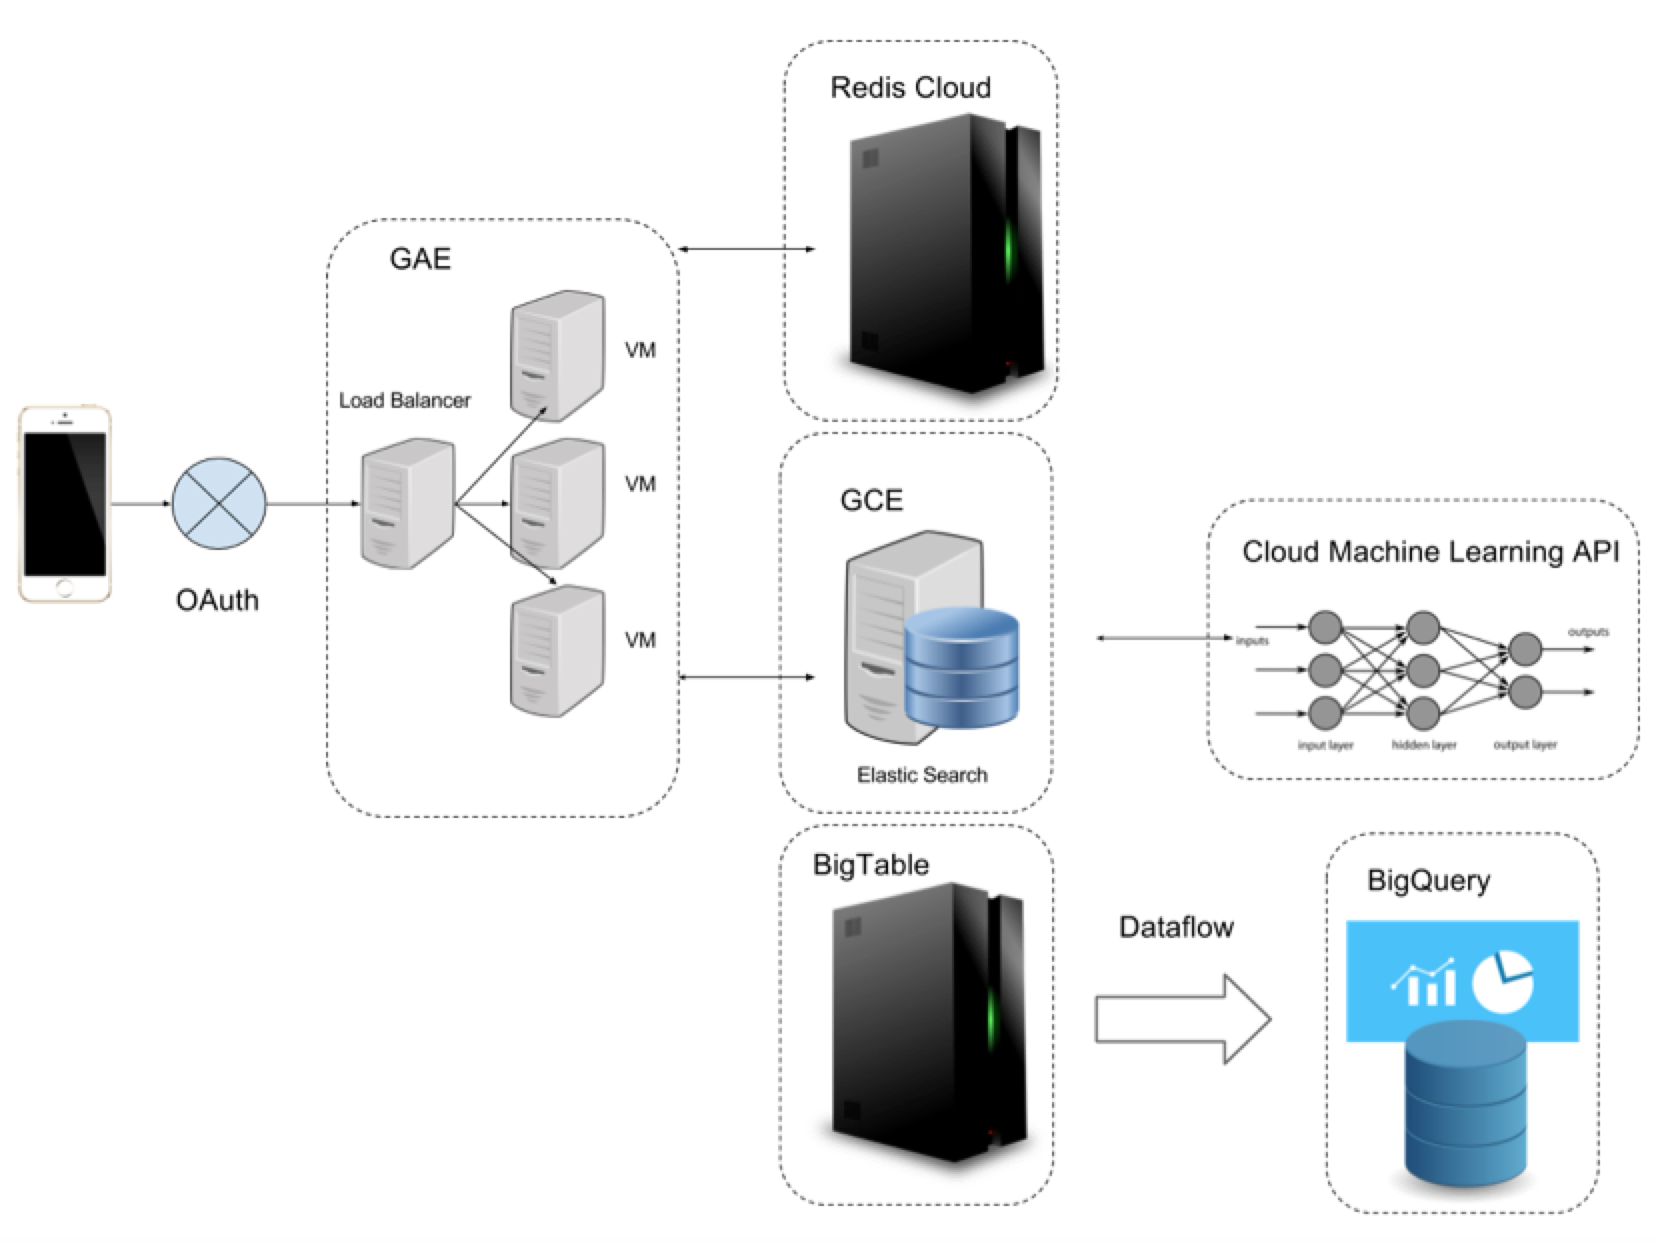 Redis Cloud
GAE
VM
Load Balancer
VM
OAuth
VM
GCE
Elastic Search
Cloud Machine Learning API
inputs
outputs
input layer
hidden layer
output layer
BigTable
Dataflow
BigQuery